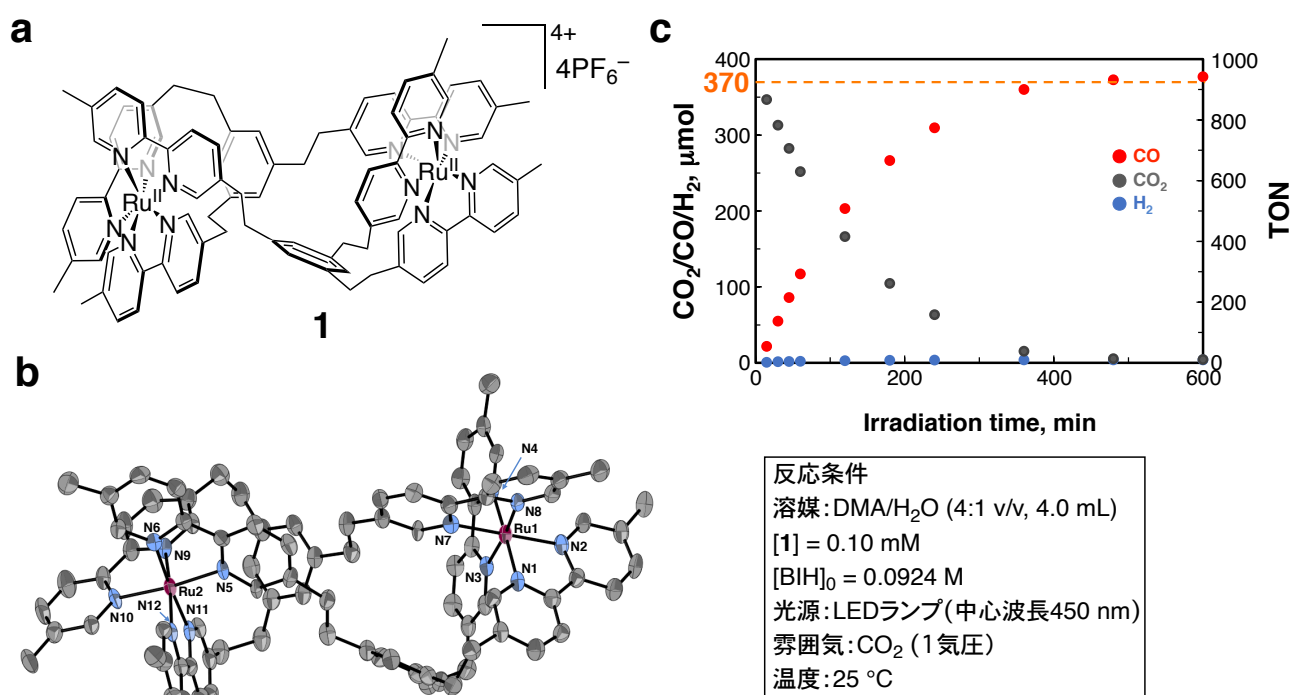 a
4+
4PF₆⁻
N
N
N
N
N
N
Ruᴵᴵ
N
N
N
N
N
N
Ruᴵᴵ
1
b
N4
N8
Ru1
N7
N2
N3
N1
N6
N9
N5
Ru2
N10
N12
N11
c
400
300
200
100
0
370
CO₂/CO/H₂, μmol
1000
800
600
400
200
0
TON
CO
CO₂
H₂
0
200
400
600
Irradiation time, min
反応条件
溶媒:DMA/H₂O (4:1 v/v, 4.0 mL)
[1] = 0.10 mM
[BIH]₀ = 0.0924 M
光源:LEDランプ(中心波長450 nm)
雰囲気:CO₂ (1気圧)
温度:25 °C